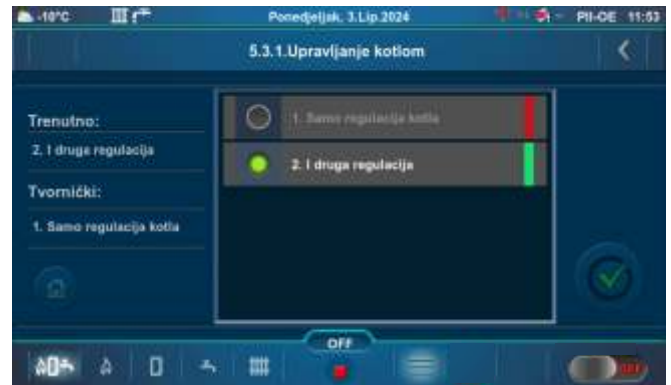 -10°C
Ponedjeljak, 3.Lip.2024
PII-OE 11:53
5.3.1.Upravljanje kotlom
Trenutno:
2. I druga regulacija
Tvornički:
1. Samo regulacija kotla
1. Samo regulacija kotla
2. I druga regulacija
OFF
OFF